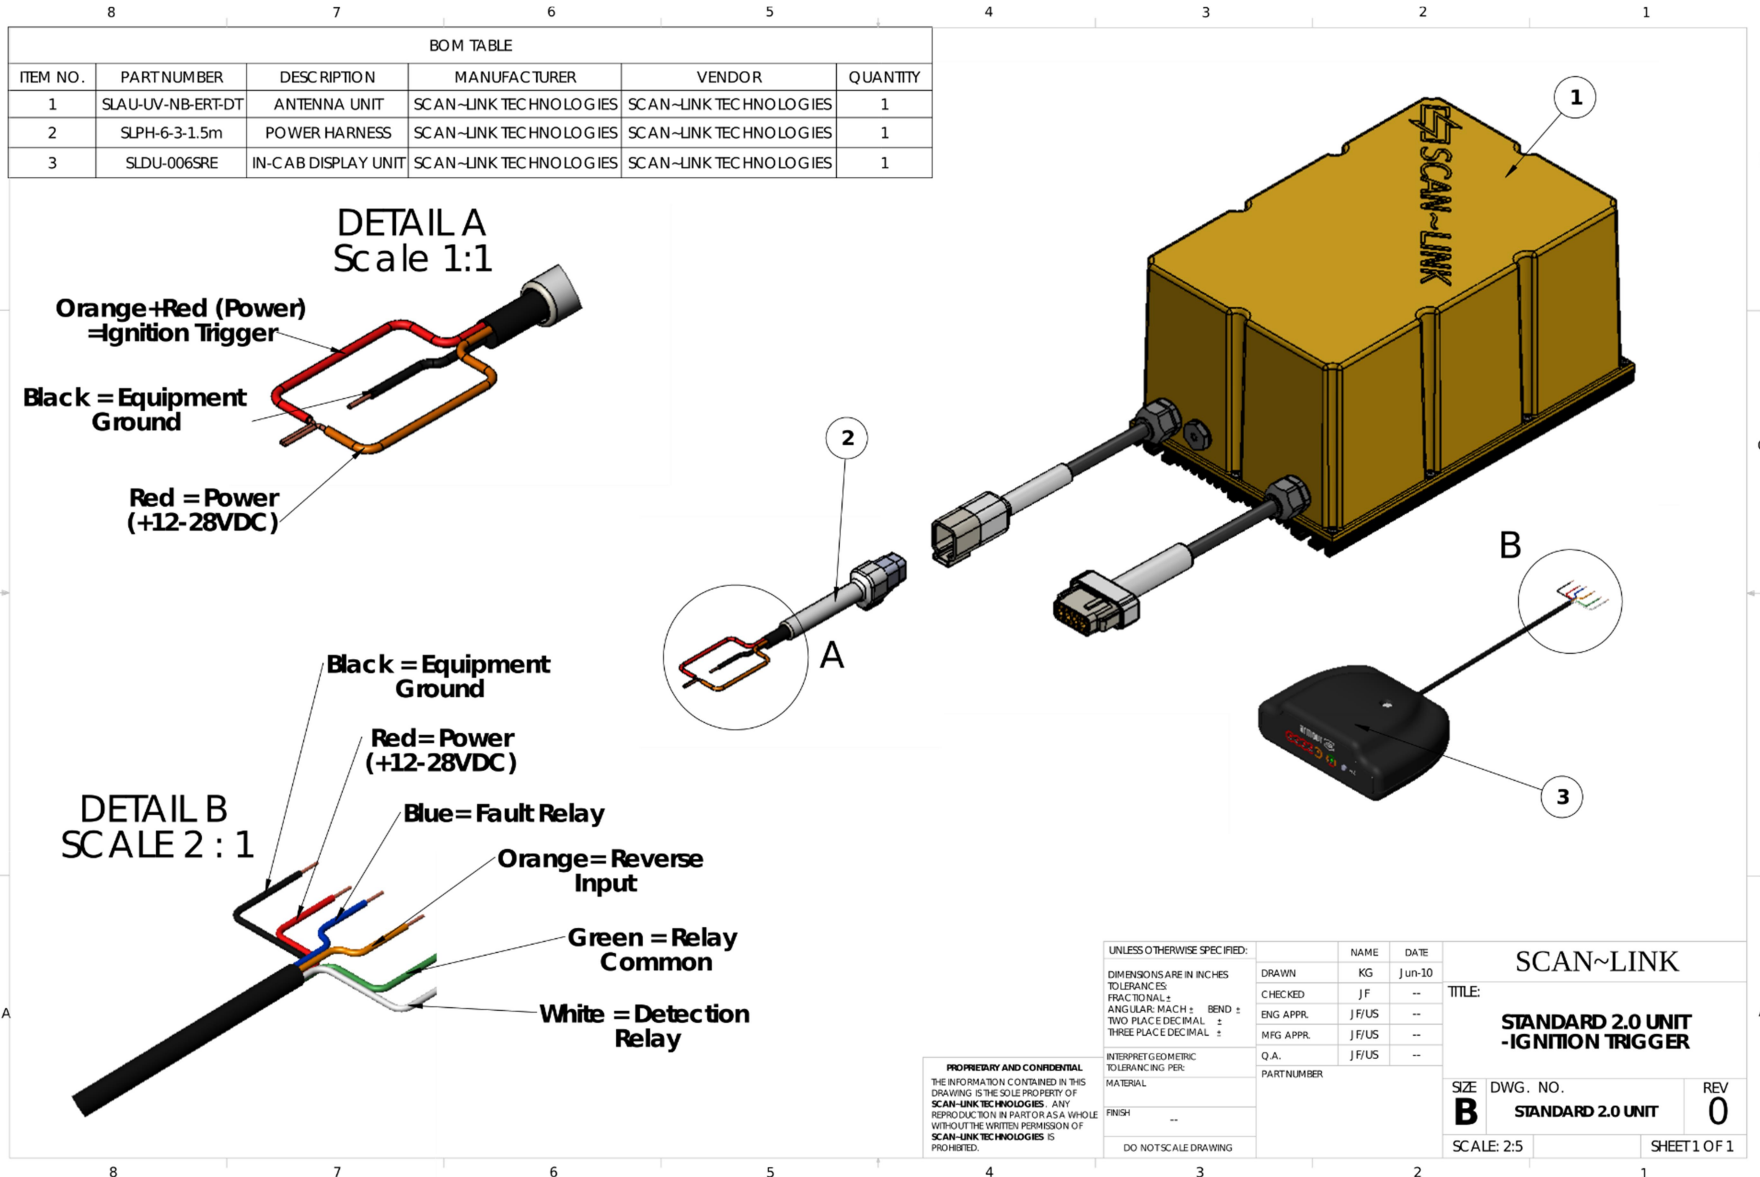 8 7 6 5 4 3 2 1
BOM TABLE
ITEM NO. PART NUMBER DESCRIPTION MANUFACTURER VENDOR QUANTITY
1 SLAU-UV-NB-ERT-DT ANTENNA UNIT SCAN~LINK TECHNOLOGIES SCAN~LINK TECHNOLOGIES 1
2 SLPH-6-3-1.5m POWER HARNESS SCAN~LINK TECHNOLOGIES SCAN~LINK TECHNOLOGIES 1
3 SLDU-006SRE IN-CAB DISPLAY UNIT SCAN~LINK TECHNOLOGIES SCAN~LINK TECHNOLOGIES 1
1
SCAN~LINK
DETAIL A
Scale 1:1
Orange+Red (Power)
=Ignition Trigger
Black = Equipment
Ground
Red = Power
(+12-28VDC)
2
A
B
3
Black = Equipment
Ground
Red= Power
(+12-28VDC)
DETAIL B
SCALE 2 : 1
Blue= Fault Relay
Orange= Reverse
Input
Green = Relay
Common
White = Detection
Relay
A
PROPRIETARY AND CONFIDENTIAL
THE INFORMATION CONTAINED IN THIS
DRAWING IS THE SOLE PROPERTY OF
SCAN~LINK TECHNOLOGIES. ANY
REPRODUCTION IN PART OR AS A WHOLE
WITHOUT THE WRITTEN PERMISSION OF
SCAN~LINK TECHNOLOGIES IS
PROHIBITED.
UNLESS OTHERWISE SPECIFIED:
DIMENSIONS ARE IN INCHES
TOLERANCES:
FRACTIONAL ±
ANGULAR: MACH ± BEND ±
TWO PLACE DECIMAL ±
THREE PLACE DECIMAL ±
INTERPRET GEOMETRIC
TOLERANCING PER:
MATERIAL
FINISH
--
DO NOT SCALE DRAWING
NAME DATE
DRAWN KG Jun-10
CHECKED JF --
ENG APPR. JF/US --
MFG APPR. JF/US --
Q.A. JF/US --
PART NUMBER
SCAN~LINK
TITLE:
STANDARD 2.0 UNIT
-IGNITION TRIGGER
SIZE DWG. NO. REV
B STANDARD 2.0 UNIT 0
SCALE: 2:5 SHEET 1 OF 1
8 7 6 5 4 3 2 1